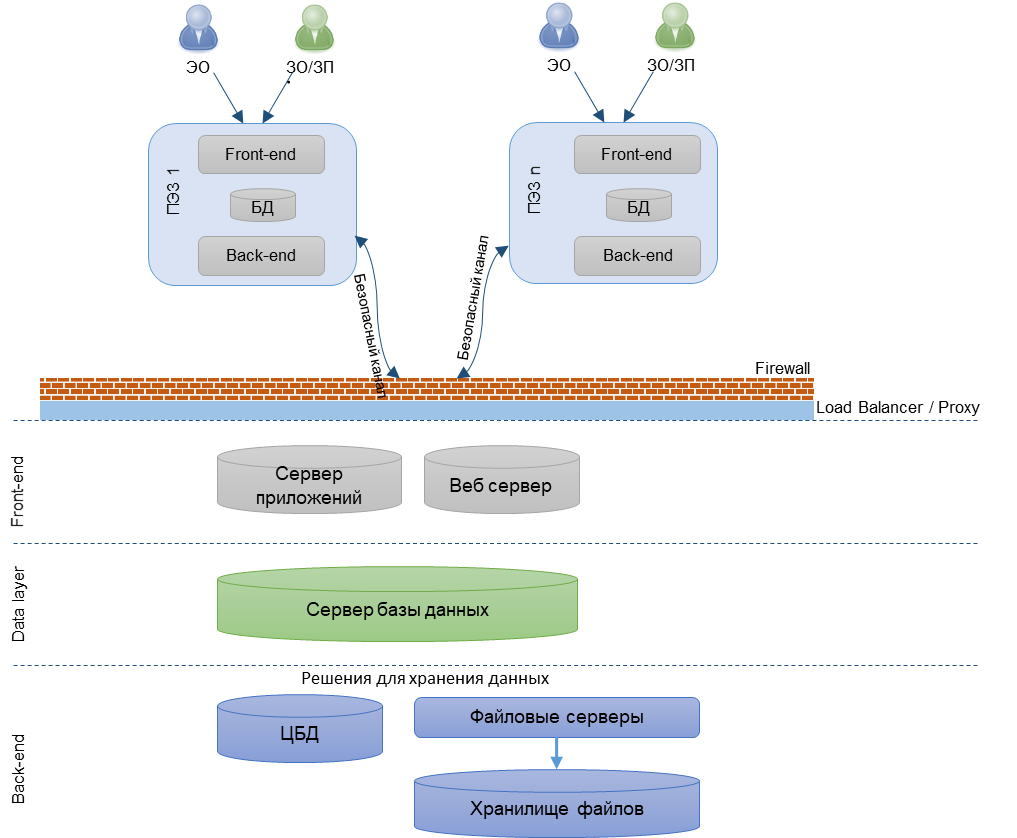 ЭО
ЗО/ЗП
.
ЭО
ЗО/ЗП
ПЭЗ 1
Front-end
БД
Back-end
ПЭЗ n
Front-end
БД
Back-end
Безопасный канал
Безопасный канал
Firewall
Load Balancer / Proxy
Front-end
Сервер
приложений
Веб сервер
Data layer
Сервер базы данных
Back-end
Решения для хранения данных
ЦБД
Файловые серверы
Хранилище файлов